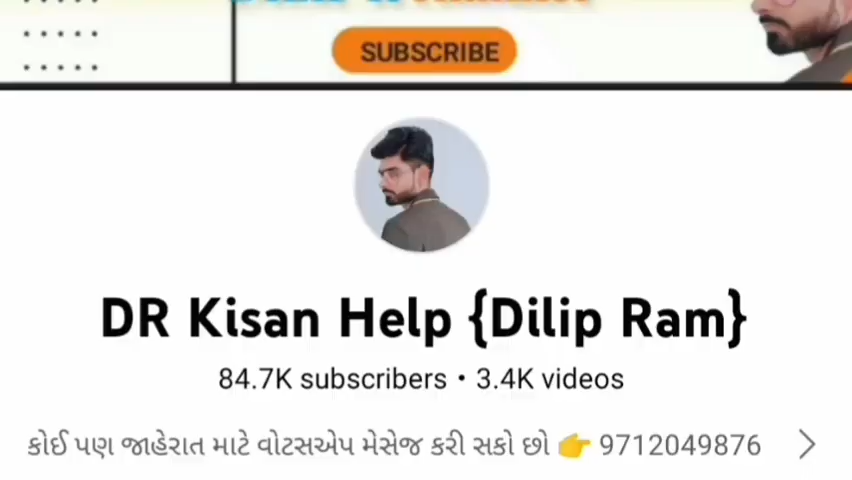 SUBSCRIBE
DR Kisan Help {Dilip Ram}
84.7K subscribers • 3.4K videos
કોઈ પણ જાહેરાત માટે વોટસએપ મેસેજ કરી સકો છો 👉 9712049876